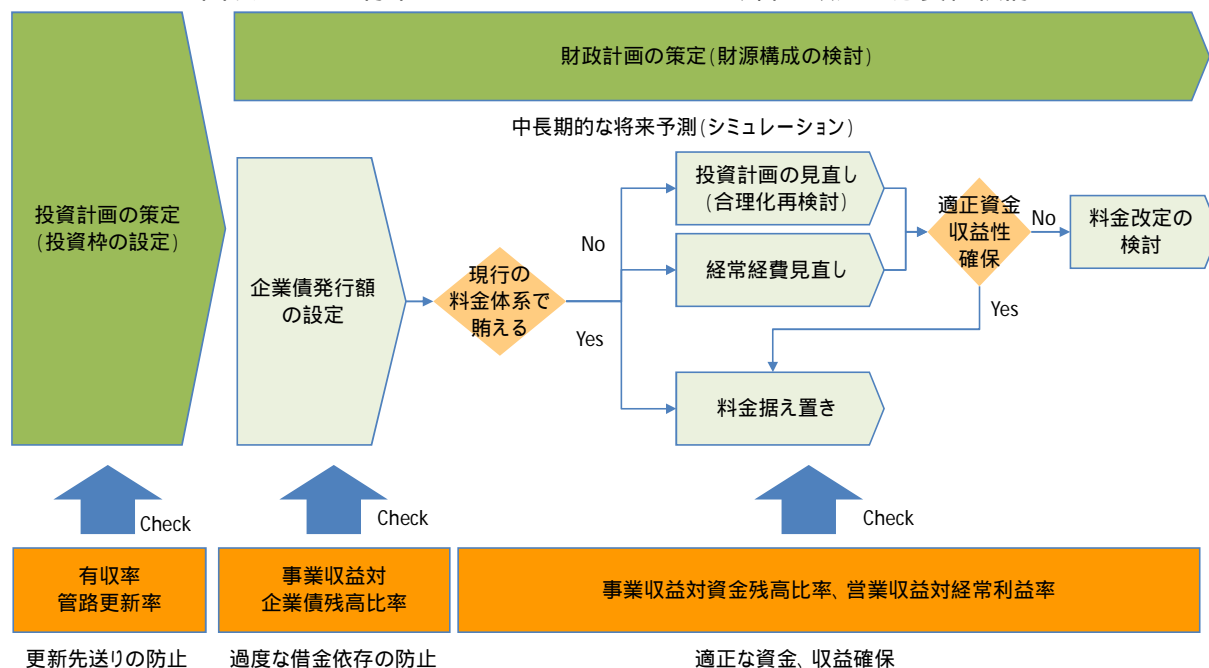 財政計画の策定(財源構成の検討)
中長期的な将来予測(シミュレーション)
投資計画の策定
(投資枠の設定)
企業債発行額
の設定
現行の
料金体系で
賄える
No
Yes
投資計画の見直し
(合理化再検討)
経常経費見直し
料金据え置き
適正資金
収益性
確保
No
Yes
料金改定の
検討
Check
Check
Check
有収率
管路更新率
事業収益対
企業債残高比率
事業収益対資金残高比率、営業収益対経常利益率
更新先送りの防止
過度な借金依存の防止
適正な資金、収益確保